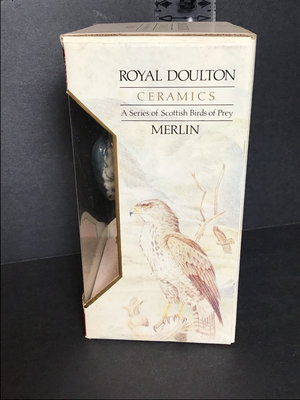 ROYAL DOULTON
CERAMICS
A Series of Scottish Birds of Prey
MERLIN